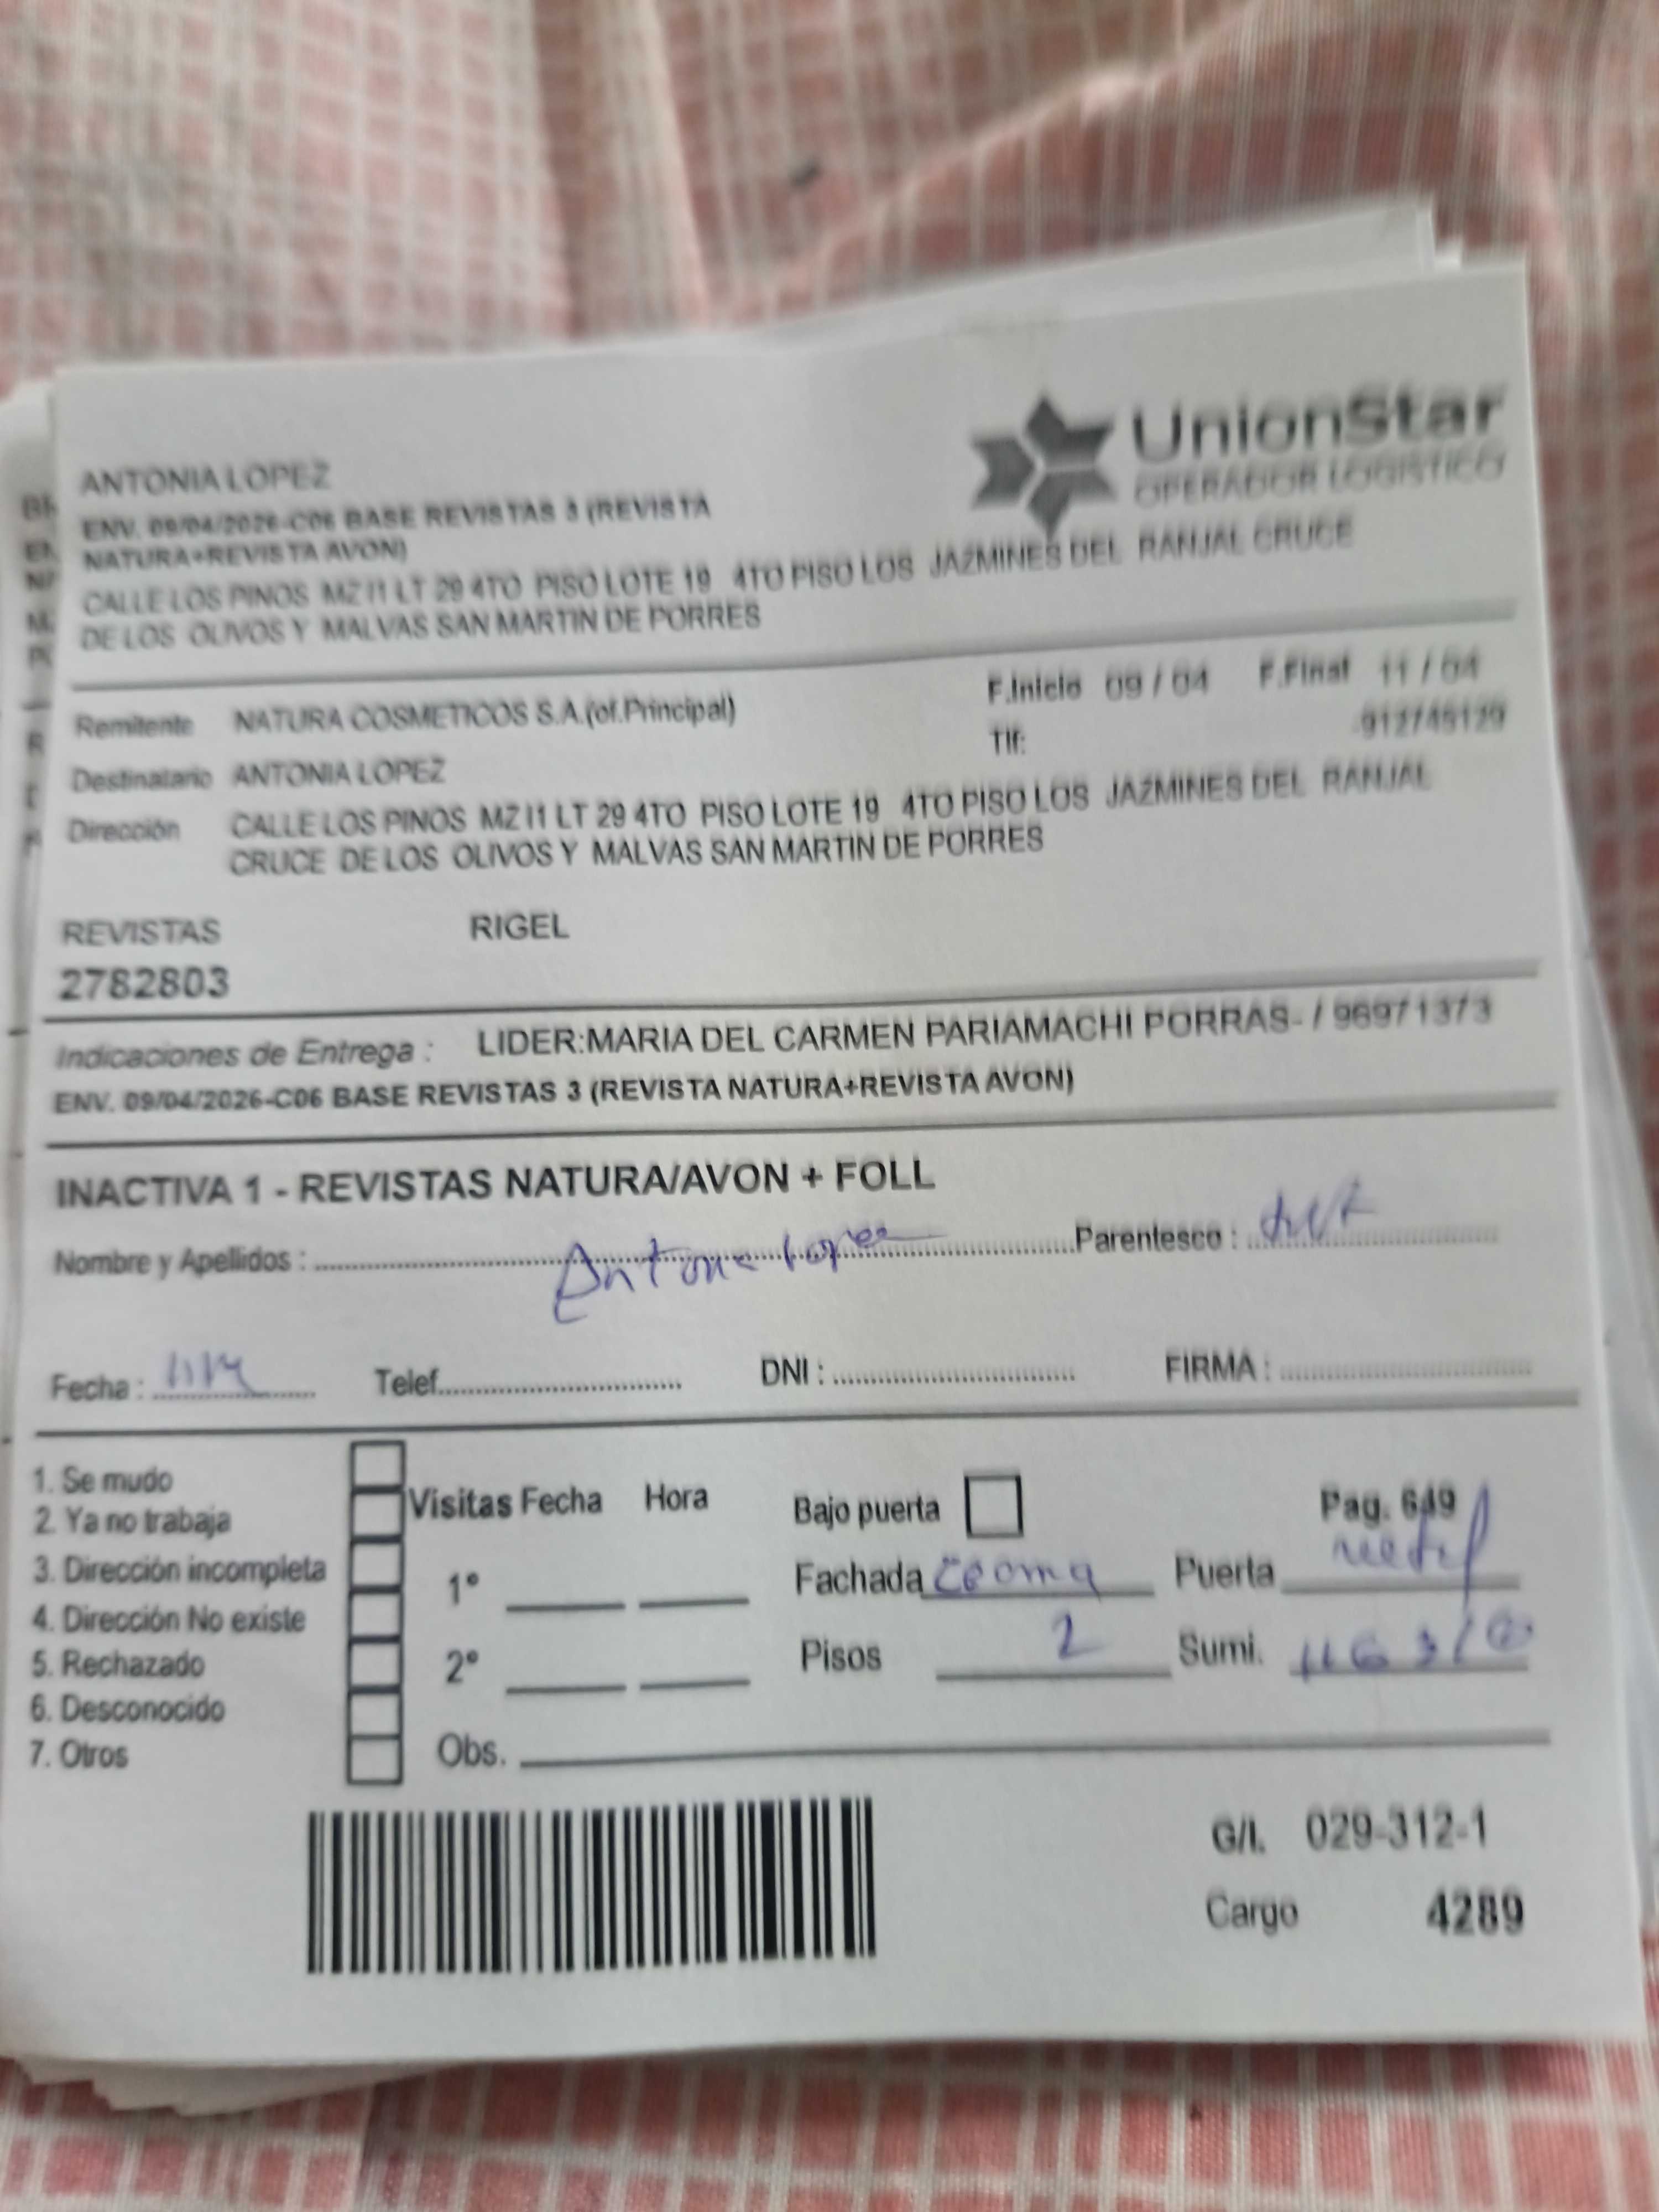 UnionStar
OPERADOR LOGISTICO
ANTONIA LOPEZ
ENV. 09/04/2026-C06 BASE REVISTAS 3 (REVISTA
NATURA+REVISTA AVON)
CALLE LOS PINOS MZ I1 LT 29 4TO PISO LOTE 19 4TO PISO LOS JAZMINES DEL RANJAL CRUCE
DE LOS OLIVOS Y MALVAS SAN MARTIN DE PORRES
Remitente NATURA COSMETICOS S.A.(of.Principal) F.Inicio 09 / 04 F.Final 11 / 04
Tlf:
Destinatario ANTONIA LOPEZ
Dirección CALLE LOS PINOS MZ I1 LT 29 4TO PISO LOTE 19 4TO PISO LOS JAZMINES DEL RANJAL
CRUCE DE LOS OLIVOS Y MALVAS SAN MARTIN DE PORRES
REVISTAS RIGEL
2782803
Indicaciones de Entrega : LIDER:MARIA DEL CARMEN PARIAMACHI PORRAS- / 96971373
ENV. 09/04/2026-C06 BASE REVISTAS 3 (REVISTA NATURA+REVISTA AVON)
INACTIVA 1 - REVISTAS NATURA/AVON + FOLL
Nombre y Apellidos : Antonia Lopez Parentesco :
Fecha : Telef. DNI : FIRMA :
1. Se mudo
2. Ya no trabaja
3. Dirección incompleta
4. Dirección No existe
5. Rechazado
6. Desconocido
7. Otros
Visitas Fecha Hora
1°
2°
Obs.
Bajo puerta Pag. 649
Fachada Puerta
Pisos 2 Sumi.
G/I. 029-312-1
Cargo 4289